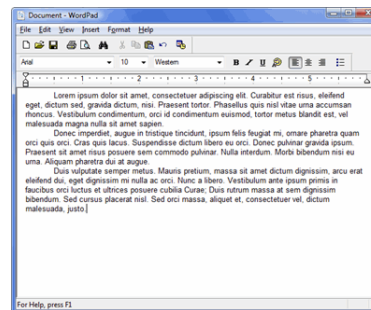 Document - WordPad
File Edit View Insert Format Help
Arial 10 Western B I U
1 2 3 4 5
Lorem ipsum dolor sit amet, consectetuer adipiscing elit. Curabitur est risus, eleifend
eget, dictum sed, gravida dictum, nisi. Praesent tortor. Phasellus quis nisl vitae urna accumsan
rhoncus. Vestibulum condimentum, orci id condimentum euismod, tortor metus blandit est, vel
malesuada magna nulla sit amet sapien.
Donec imperdiet, augue in tristique tincidunt, ipsum felis feugiat mi, ornare pharetra quam
orci quis orci. Cras quis lacus. Suspendisse dictum libero eu orci. Donec pulvinar gravida ipsum.
Praesent sit amet risus posuere sem commodo pulvinar. Nulla interdum. Morbi bibendum nisi eu
urna. Aliquam pharetra dui at augue.
Duis vulputate semper metus. Mauris pretium, massa sit amet dictum dignissim, arcu erat
eleifend dui, eget dignissim mi nulla ac orci. Nunc a libero. Vestibulum ante ipsum primis in
faucibus orci luctus et ultrices posuere cubilia Curae; Duis rutrum massa at sem dignissim
bibendum. Sed cursus placerat nisl. Sed orci massa, aliquet et, consectetuer vel, dictum
malesuada, justo.
For Help, press F1